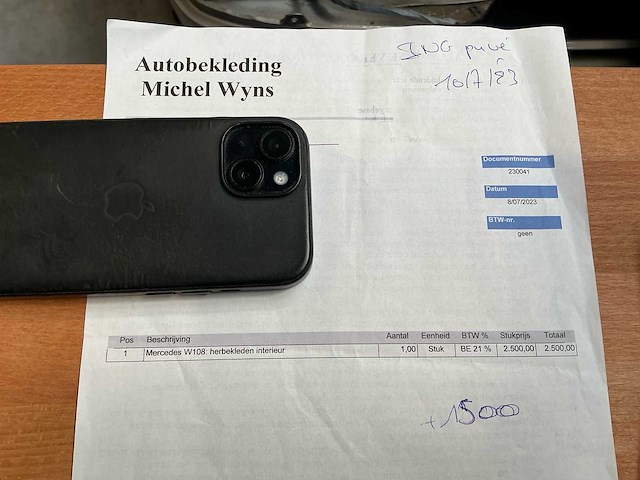 Autobekleding
Michel Wyns
ING privé
10/7/23
Documentnummer
230041
Datum
8/07/2023
BTW-nr.
geen
Pos Beschrijving Aantal Eenheid BTW % Stukprijs Totaal
1 Mercedes W108: herbekleden interieur 1,00 Stuk BE 21 % 2.500,00 2.500,00
+ 1500